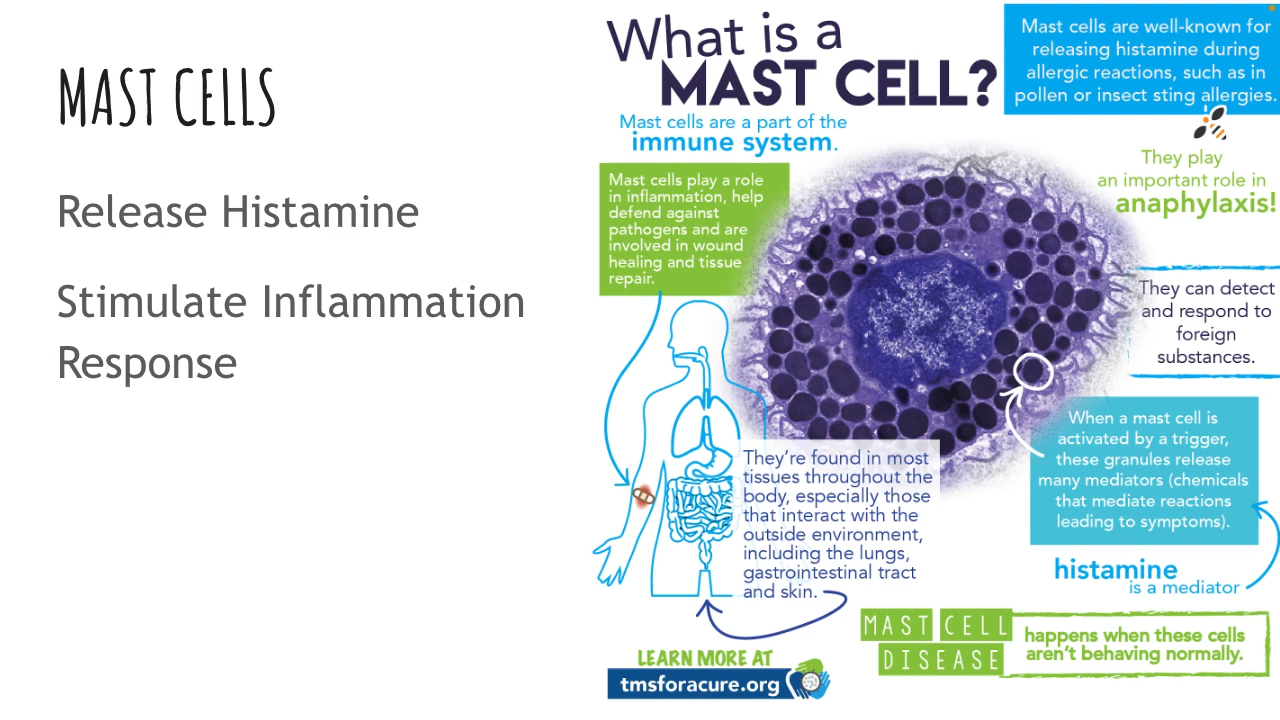 MAST CELLS
Release Histamine
Stimulate Inflammation
Response
What is a
MAST CELL?
Mast cells are a part of the
immune system.
Mast cells are well-known for
releasing histamine during
allergic reactions, such as in
pollen or insect sting allergies.
They play
an important role in
anaphylaxis!
Mast cells play a role
in inflammation, help
defend against
pathogens and are
involved in wound
healing and tissue
repair.
They can detect
and respond to
foreign
substances.
When a mast cell is
activated by a trigger,
these granules release
many mediators (chemicals
that mediate reactions
leading to symptoms).
histamine
is a mediator
They're found in most
tissues throughout the
body, especially those
that interact with the
outside environment,
including the lungs,
gastrointestinal tract
and skin.
MAST CELL
DISEASE
happens when these cells
aren't behaving normally.
LEARN MORE AT
tmsforacure.org